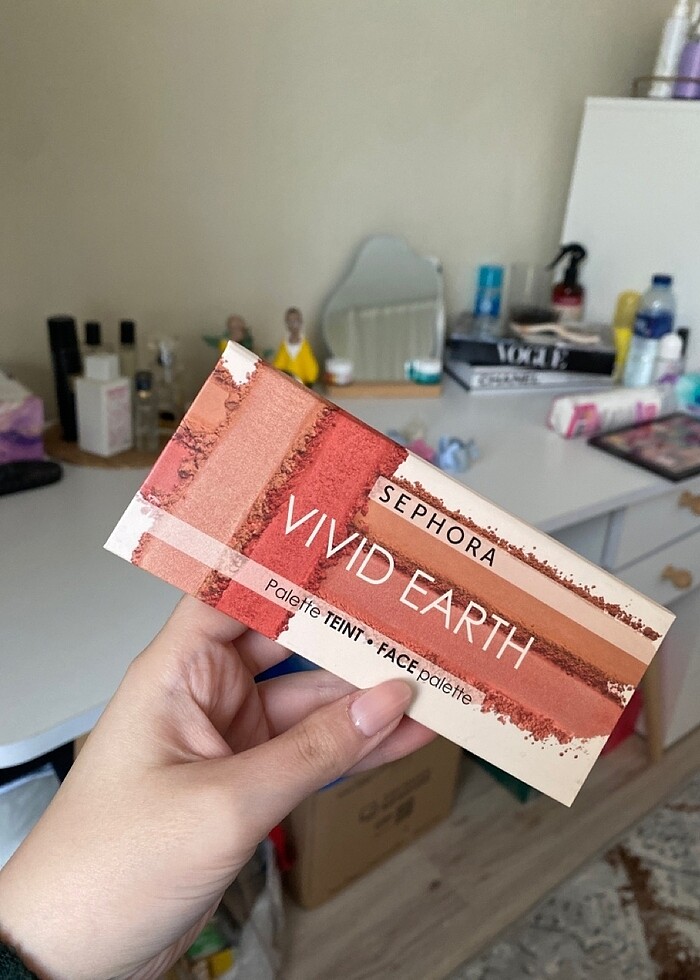 VOGUE
CHANEL
SEPHORA
VIVID EARTH
Palette TEINT • FACE palette